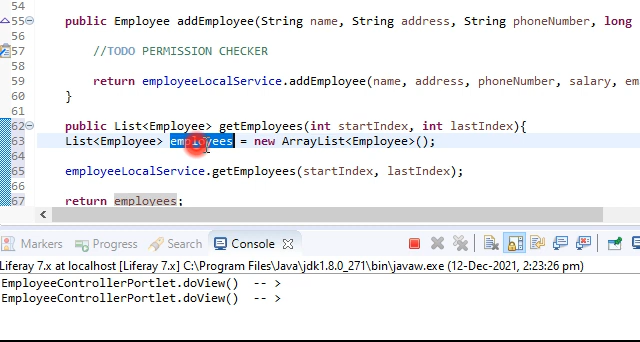 54
55 public Employee addEmployee(String name, String address, String phoneNumber, long
57 //TODO PERMISSION CHECKER
58
59 return employeeLocalService.addEmployee(name, address, phoneNumber, salary, em
60 }
61
62 public List<Employee> getEmployees(int startIndex, int lastIndex){
63 List<Employee> employees = new ArrayList<Employee>();
64
65 employeeLocalService.getEmployees(startIndex, lastIndex);
66
67 return employees;
Markers Progress Search Console
Liferay 7.x at localhost [Liferay 7.x] C:\Program Files\Java\jdk1.8.0_271\bin\javaw.exe (12-Dec-2021, 2:23:26 pm)
EmployeeControllerPortlet.doView() -- >
EmployeeControllerPortlet.doView() -- >